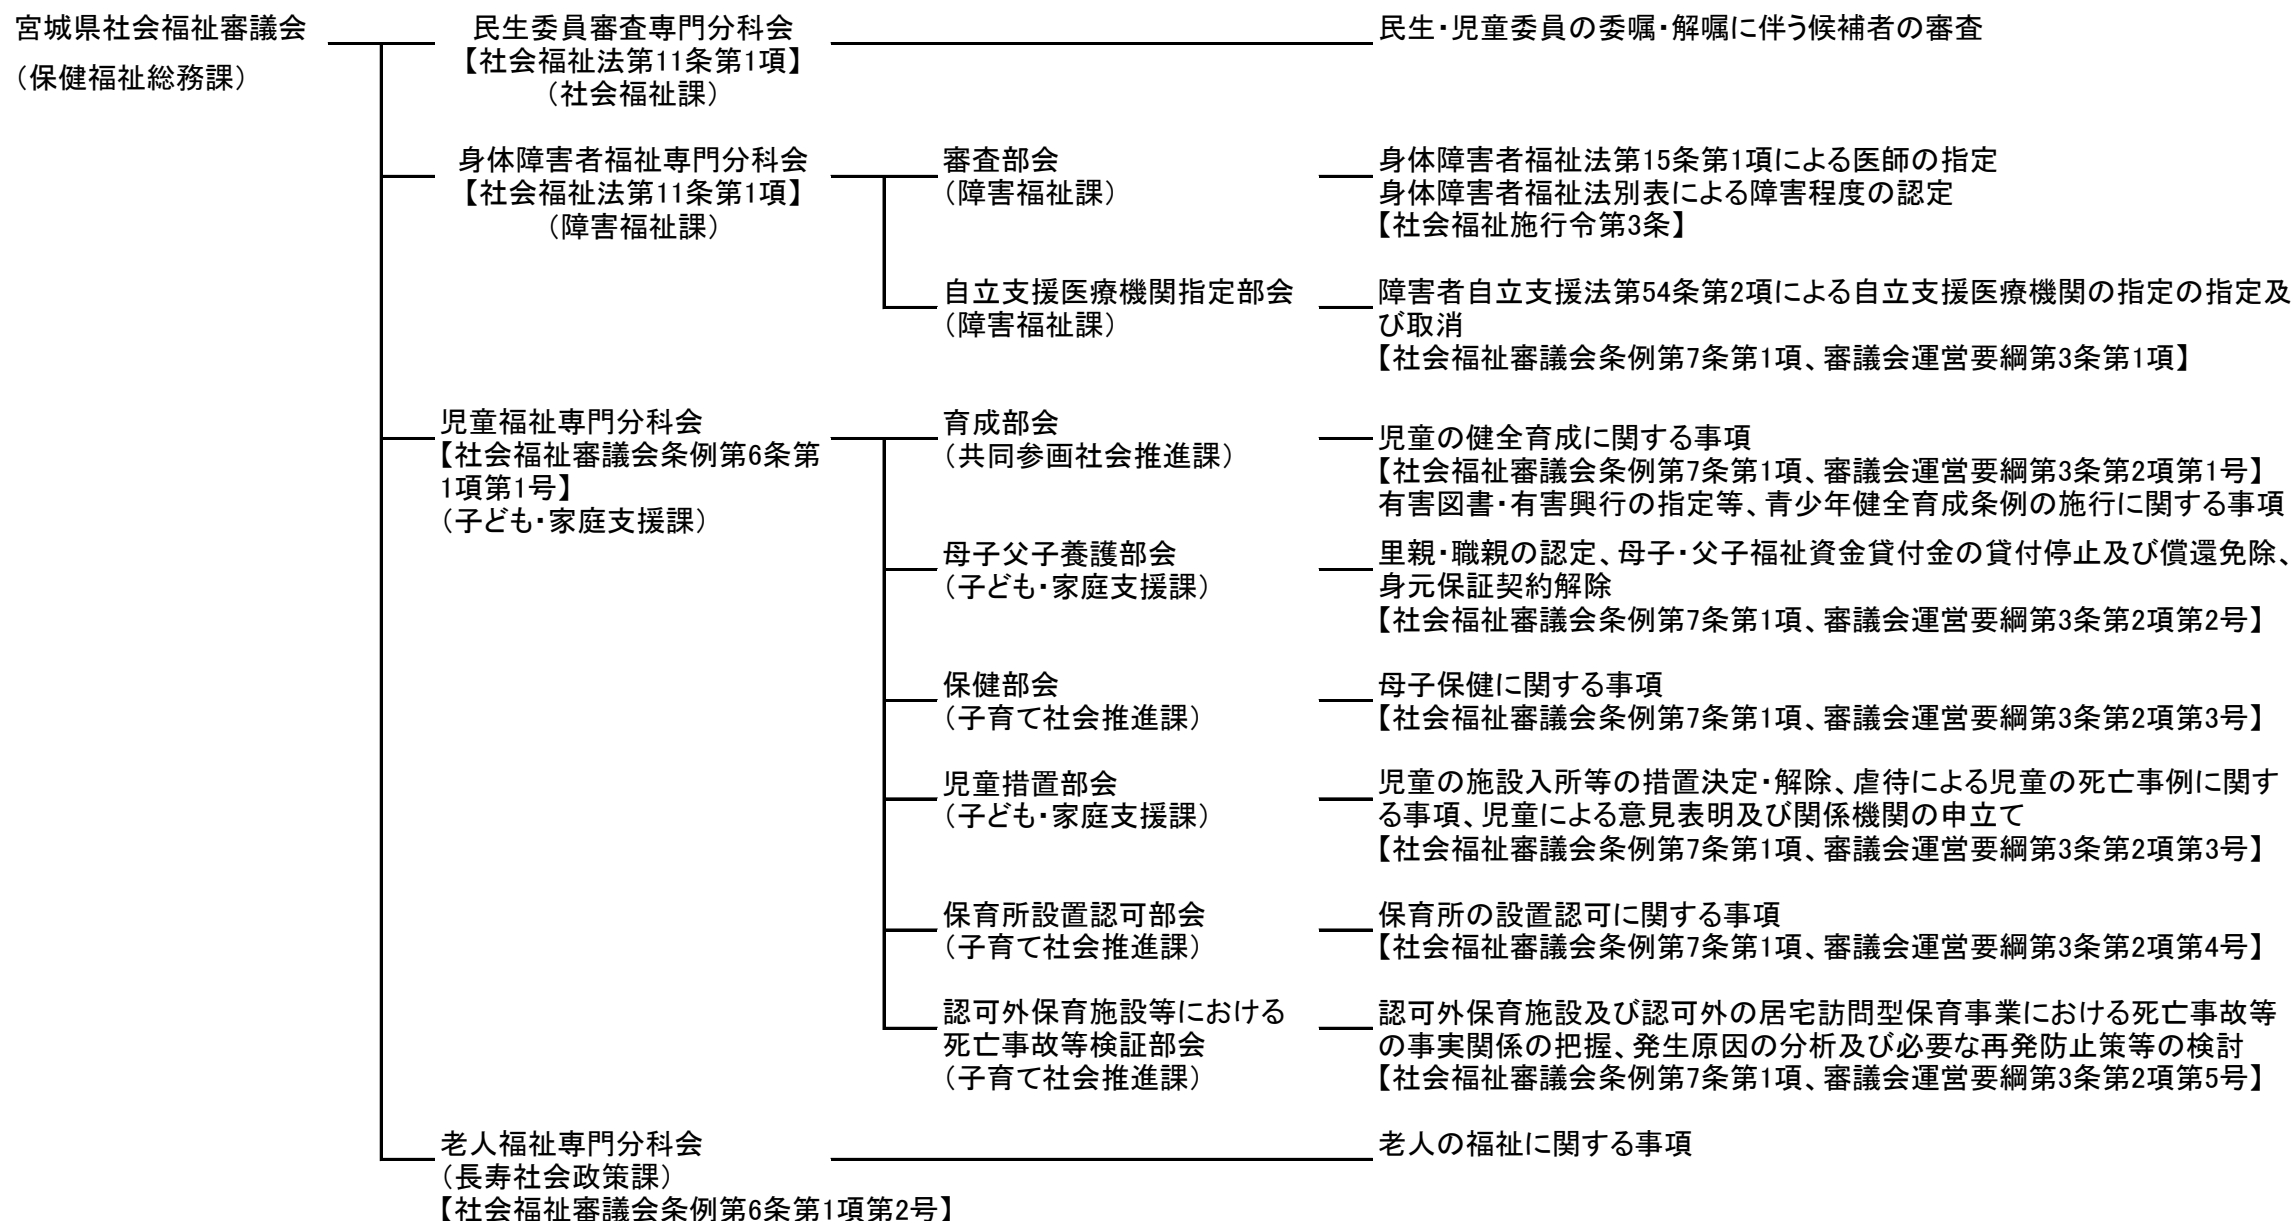 宮城県社会福祉審議会
（保健福祉総務課）
民生委員審査専門分科会
【社会福祉法第11条第1項】
（社会福祉課）
民生・児童委員の委嘱・解嘱に伴う候補者の審査
身体障害者福祉専門分科会
【社会福祉法第11条第1項】
（障害福祉課）
審査部会
（障害福祉課）
身体障害者福祉法第15条第1項による医師の指定
身体障害者福祉法別表による障害程度の認定
【社会福祉施行令第3条】
自立支援医療機関指定部会
（障害福祉課）
障害者自立支援法第54条第2項による自立支援医療機関の指定の指定及
び取消
【社会福祉審議会条例第7条第1項、審議会運営要綱第3条第1項】
児童福祉専門分科会
【社会福祉審議会条例第6条第
1項第1号】
（子ども・家庭支援課）
育成部会
（共同参画社会推進課）
児童の健全育成に関する事項
【社会福祉審議会条例第7条第1項、審議会運営要綱第3条第2項第1号】
有害図書・有害興行の指定等、青少年健全育成条例の施行に関する事項
母子父子養護部会
（子ども・家庭支援課）
里親・職親の認定、母子・父子福祉資金貸付金の貸付停止及び償還免除、
身元保証契約解除
【社会福祉審議会条例第7条第1項、審議会運営要綱第3条第2項第2号】
保健部会
（子育て社会推進課）
母子保健に関する事項
【社会福祉審議会条例第7条第1項、審議会運営要綱第3条第2項第3号】
児童措置部会
（子ども・家庭支援課）
児童の施設入所等の措置決定・解除、虐待による児童の死亡事例に関す
る事項、児童による意見表明及び関係機関の申立て
【社会福祉審議会条例第7条第1項、審議会運営要綱第3条第2項第3号】
保育所設置認可部会
（子育て社会推進課）
保育所の設置認可に関する事項
【社会福祉審議会条例第7条第1項、審議会運営要綱第3条第2項第4号】
認可外保育施設等における
死亡事故等検証部会
（子育て社会推進課）
認可外保育施設及び認可外の居宅訪問型保育事業における死亡事故等
の事実関係の把握、発生原因の分析及び必要な再発防止策等の検討
【社会福祉審議会条例第7条第1項、審議会運営要綱第3条第2項第5号】
老人福祉専門分科会
（長寿社会政策課）
【社会福祉審議会条例第6条第1項第2号】
老人の福祉に関する事項